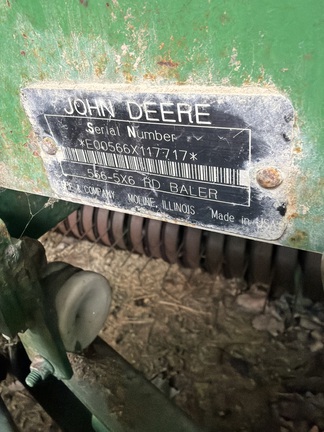 JOHN DEERE
Serial Number
*E00566X117717*
566-5X6 RD BALER
& COMPANY MOLINE, ILLINOIS Made in